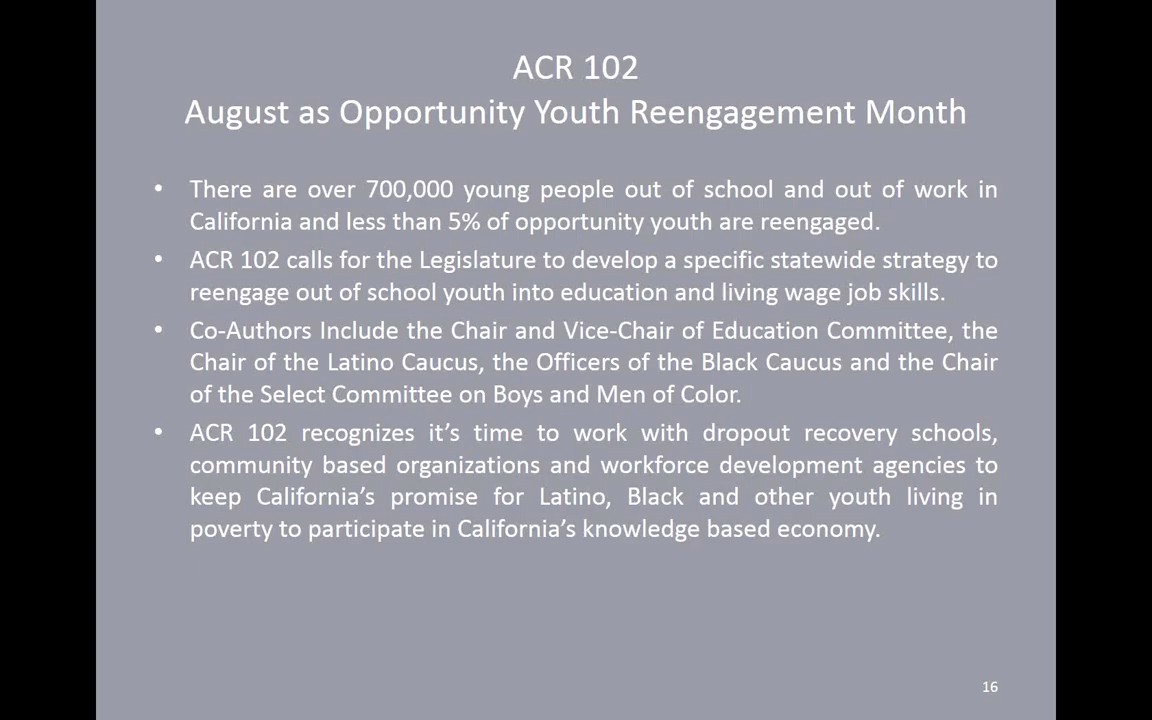 ACR 102
August as Opportunity Youth Reengagement Month
• There are over 700,000 young people out of school and out of work in
California and less than 5% of opportunity youth are reengaged.
• ACR 102 calls for the Legislature to develop a specific statewide strategy to
reengage out of school youth into education and living wage job skills.
• Co-Authors Include the Chair and Vice-Chair of Education Committee, the
Chair of the Latino Caucus, the Officers of the Black Caucus and the Chair
of the Select Committee on Boys and Men of Color.
• ACR 102 recognizes it’s time to work with dropout recovery schools,
community based organizations and workforce development agencies to
keep California’s promise for Latino, Black and other youth living in
poverty to participate in California’s knowledge based economy.
16